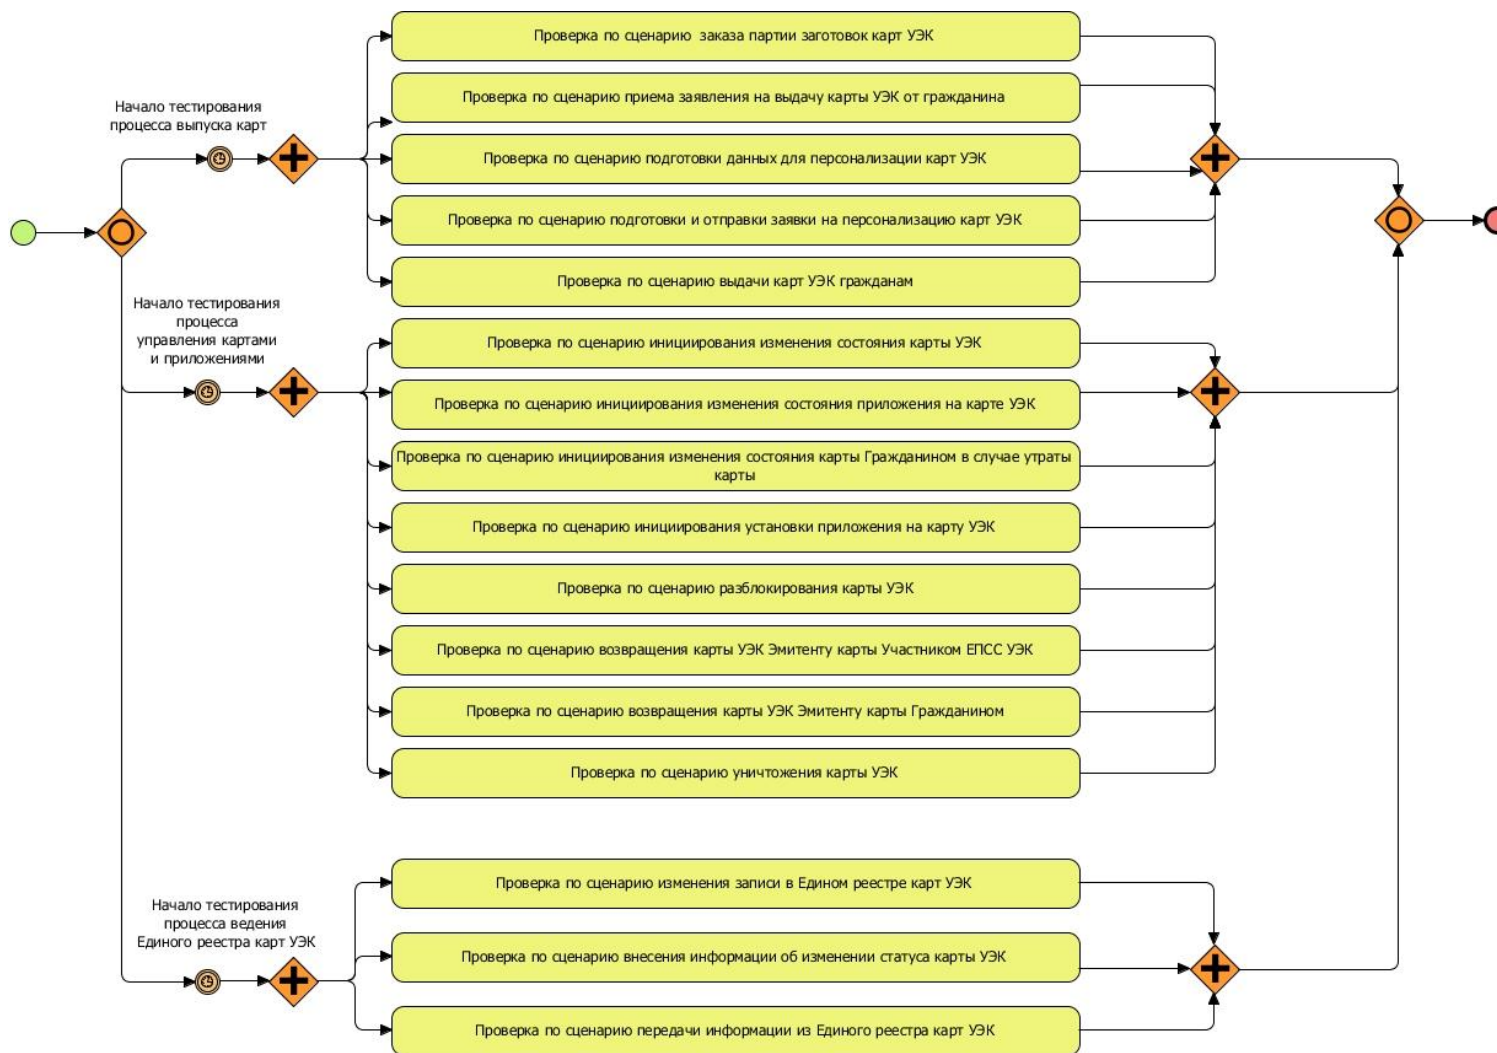 Проверка по сценарию заказа партии заготовок карт УЭК
Начало тестирования
процесса выпуска карт
Проверка по сценарию приема заявления на выдачу карты УЭК от гражданина
Проверка по сценарию подготовки данных для персонализации карт УЭК
Проверка по сценарию подготовки и отправки заявки на персонализацию карт УЭК
Проверка по сценарию выдачи карт УЭК гражданам
Начало тестирования
процесса
управления картами
и приложениями
Проверка по сценарию инициирования изменения состояния карты УЭК
Проверка по сценарию инициирования изменения состояния приложения на карте УЭК
Проверка по сценарию инициирования изменения состояния карты Гражданином в случае утраты
карты
Проверка по сценарию инициирования установки приложения на карту УЭК
Проверка по сценарию разблокирования карты УЭК
Проверка по сценарию возвращения карты УЭК Эмитенту карты Участником ЕПСС УЭК
Проверка по сценарию возвращения карты УЭК Эмитенту карты Гражданином
Проверка по сценарию уничтожения карты УЭК
Начало тестирования
процесса ведения
Единого реестра карт УЭК
Проверка по сценарию изменения записи в Едином реестре карт УЭК
Проверка по сценарию внесения информации об изменении статуса карты УЭК
Проверка по сценарию передачи информации из Единого реестра карт УЭК